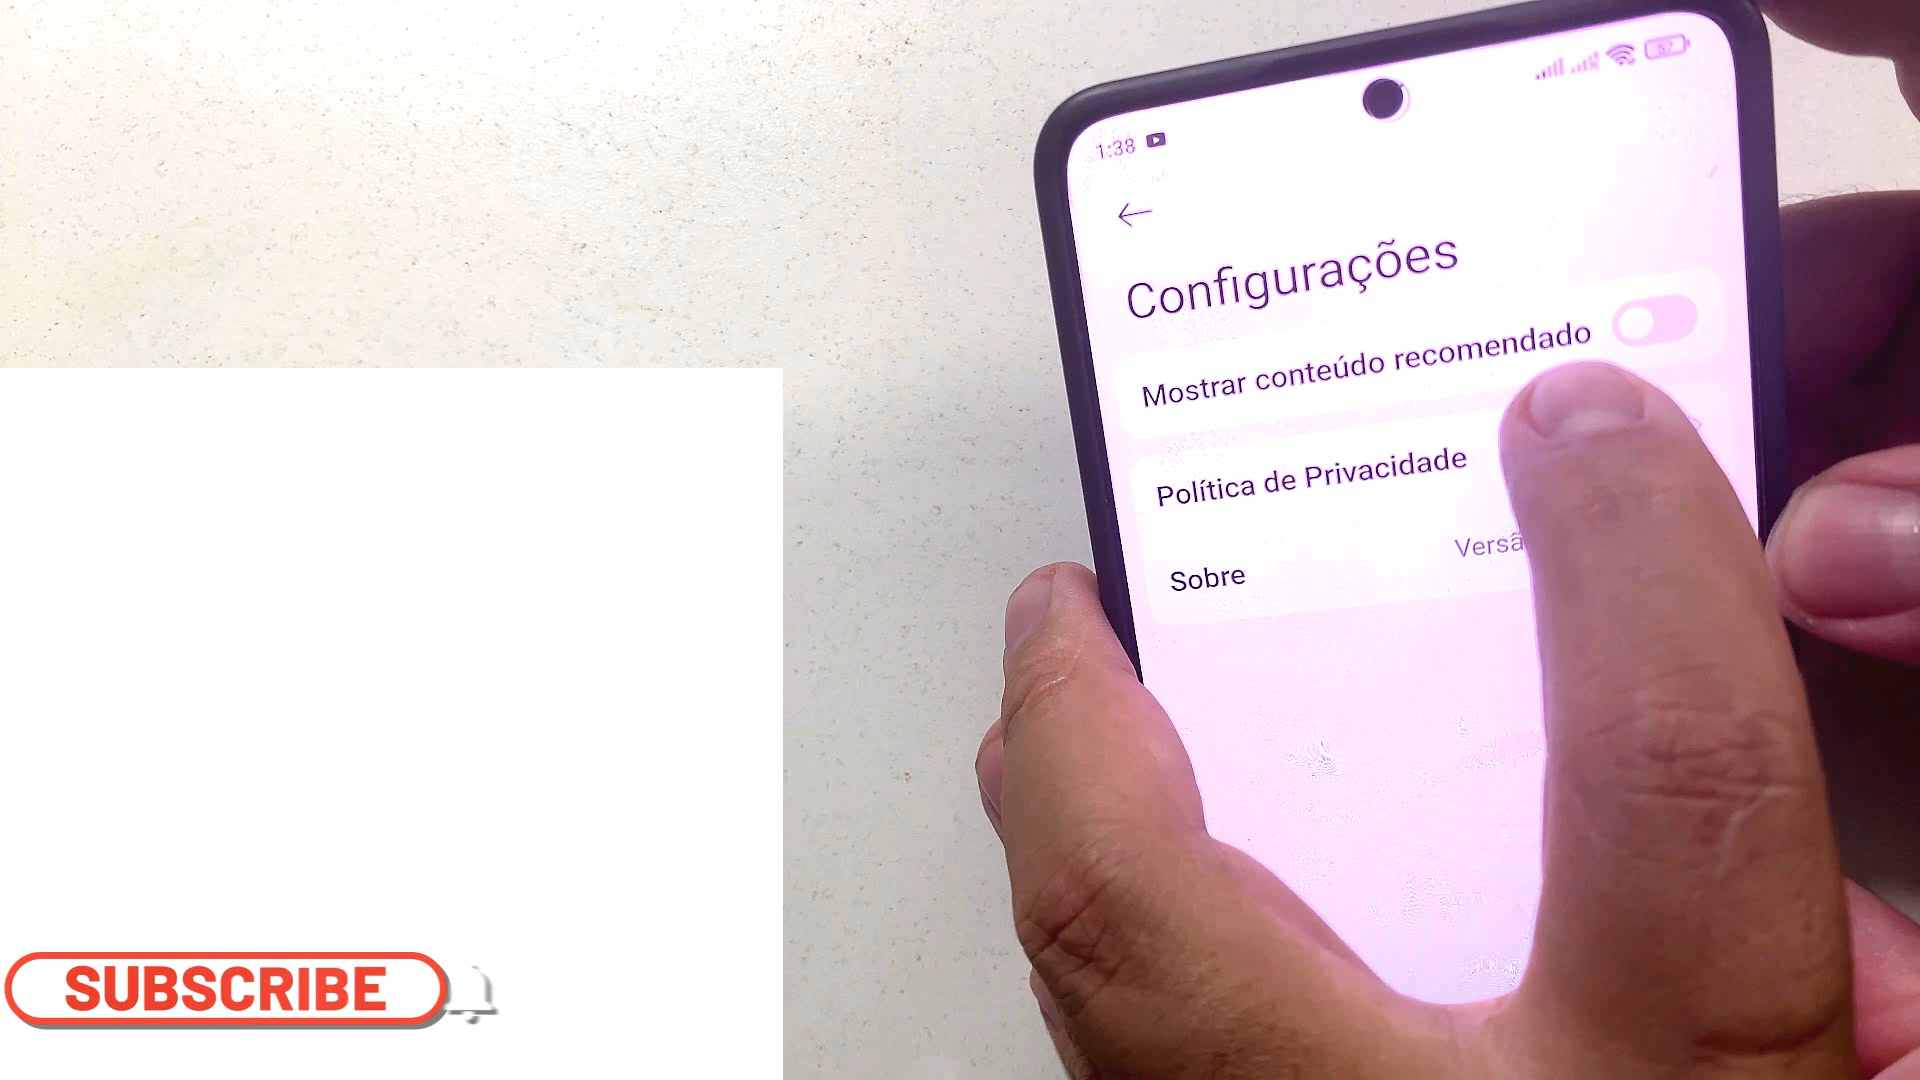 1:38
Configurações
Mostrar conteúdo recomendado
Política de Privacidade
Sobre
SUBSCRIBE